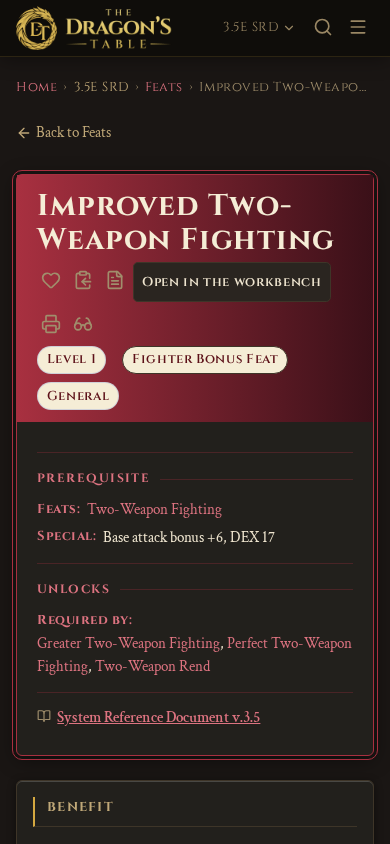 THE
DRAGON'S
TABLE
DT
3.5E SRD
Home › 3.5E SRD › Feats › Improved Two-Weapo...
Back to Feats
Improved Two-
Weapon Fighting
Open in the workbench
Level 1
Fighter Bonus Feat
General
PREREQUISITE
Feats: Two-Weapon Fighting
Special: Base attack bonus +6, DEX 17
UNLOCKS
Required by:
Greater Two-Weapon Fighting, Perfect Two-Weapon
Fighting, Two-Weapon Rend
System Reference Document v.3.5
BENEFIT